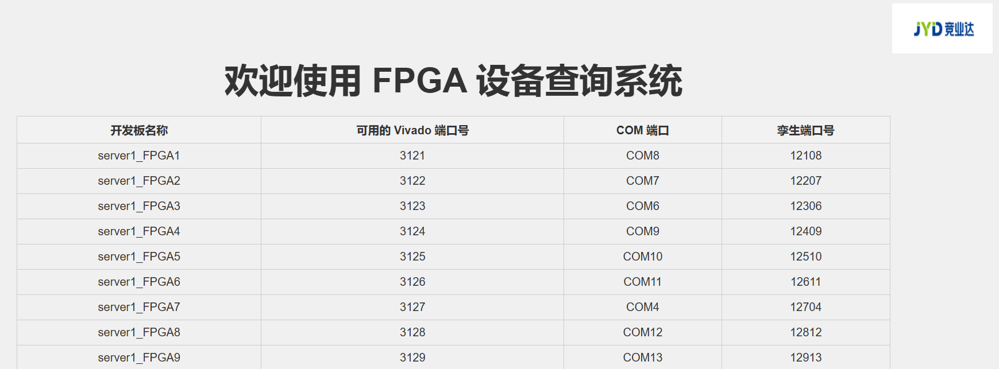 JYD竞业达
欢迎使用 FPGA 设备查询系统
开发板名称 可用的 Vivado 端口号 COM 端口 孪生端口号
server1_FPGA1 3121 COM8 12108
server1_FPGA2 3122 COM7 12207
server1_FPGA3 3123 COM6 12306
server1_FPGA4 3124 COM9 12409
server1_FPGA5 3125 COM10 12510
server1_FPGA6 3126 COM11 12611
server1_FPGA7 3127 COM4 12704
server1_FPGA8 3128 COM12 12812
server1_FPGA9 3129 COM13 12913